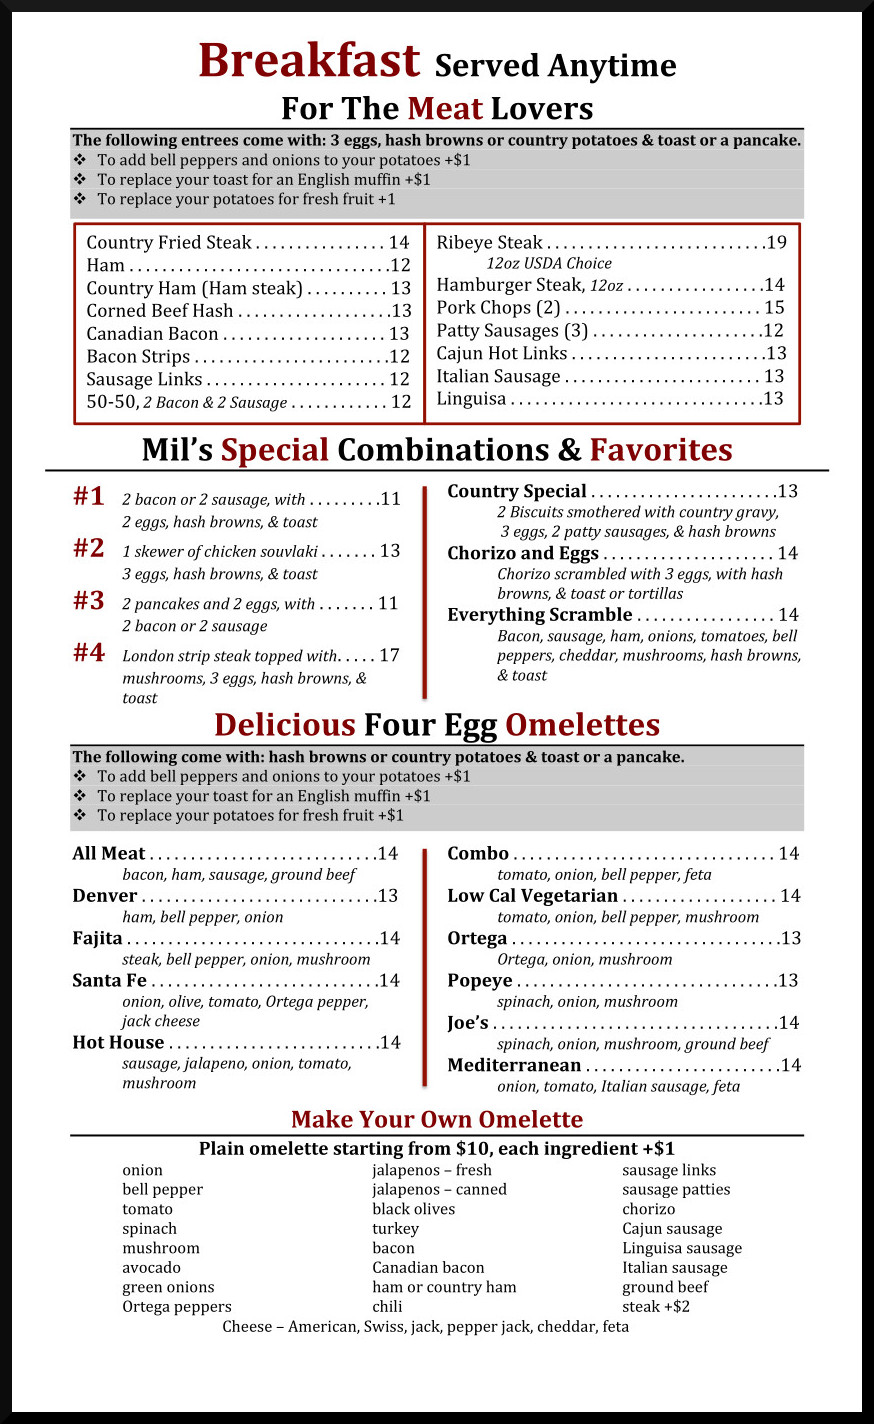 Breakfast Served Anytime
For The Meat Lovers
The following entrees come with: 3 eggs, hash browns or country potatoes & toast or a pancake.
❖ To add bell peppers and onions to your potatoes +$1
❖ To replace your toast for an English muffin +$1
❖ To replace your potatoes for fresh fruit +1
Country Fried Steak . . . . . . . . . . . . . . . . 14
Ham . . . . . . . . . . . . . . . . . . . . . . . . . . . . . . . .12
Country Ham (Ham steak) . . . . . . . . . . 13
Corned Beef Hash . . . . . . . . . . . . . . . . . . .13
Canadian Bacon . . . . . . . . . . . . . . . . . . . . 13
Bacon Strips . . . . . . . . . . . . . . . . . . . . . . . .12
Sausage Links . . . . . . . . . . . . . . . . . . . . . . 12
50-50, 2 Bacon & 2 Sausage . . . . . . . . . . . . 12
Ribeye Steak . . . . . . . . . . . . . . . . . . . . . . . . . . .19
12oz USDA Choice
Hamburger Steak, 12oz . . . . . . . . . . . . . . . . .14
Pork Chops (2) . . . . . . . . . . . . . . . . . . . . . . . . 15
Patty Sausages (3) . . . . . . . . . . . . . . . . . . . . .12
Cajun Hot Links . . . . . . . . . . . . . . . . . . . . . . . .13
Italian Sausage . . . . . . . . . . . . . . . . . . . . . . . . 13
Linguisa . . . . . . . . . . . . . . . . . . . . . . . . . . . . . . .13
Mil’s Special Combinations & Favorites
#1 2 bacon or 2 sausage, with . . . . . . . . .11
2 eggs, hash browns, & toast
#2 1 skewer of chicken souvlaki . . . . . . . 13
3 eggs, hash browns, & toast
#3 2 pancakes and 2 eggs, with . . . . . . . 11
2 bacon or 2 sausage
#4 London strip steak topped with. . . . . 17
mushrooms, 3 eggs, hash browns, &
toast
Country Special . . . . . . . . . . . . . . . . . . . . . . .13
2 Biscuits smothered with country gravy,
3 eggs, 2 patty sausages, & hash browns
Chorizo and Eggs . . . . . . . . . . . . . . . . . . . . . 14
Chorizo scrambled with 3 eggs, with hash
browns, & toast or tortillas
Everything Scramble . . . . . . . . . . . . . . . . . 14
Bacon, sausage, ham, onions, tomatoes, bell
peppers, cheddar, mushrooms, hash browns,
& toast
Delicious Four Egg Omelettes
The following come with: hash browns or country potatoes & toast or a pancake.
❖ To add bell peppers and onions to your potatoes +$1
❖ To replace your toast for an English muffin +$1
❖ To replace your potatoes for fresh fruit +$1
All Meat . . . . . . . . . . . . . . . . . . . . . . . . . . . .14
bacon, ham, sausage, ground beef
Denver . . . . . . . . . . . . . . . . . . . . . . . . . . . . .13
ham, bell pepper, onion
Fajita . . . . . . . . . . . . . . . . . . . . . . . . . . . . . . .14
steak, bell pepper, onion, mushroom
Santa Fe . . . . . . . . . . . . . . . . . . . . . . . . . . . .14
onion, olive, tomato, Ortega pepper,
jack cheese
Hot House . . . . . . . . . . . . . . . . . . . . . . . . . .14
sausage, jalapeno, onion, tomato,
mushroom
Combo . . . . . . . . . . . . . . . . . . . . . . . . . . . . . . . . 14
tomato, onion, bell pepper, feta
Low Cal Vegetarian . . . . . . . . . . . . . . . . . . . 14
tomato, onion, bell pepper, mushroom
Ortega . . . . . . . . . . . . . . . . . . . . . . . . . . . . . . . . .13
Ortega, onion, mushroom
Popeye . . . . . . . . . . . . . . . . . . . . . . . . . . . . . . . .13
spinach, onion, mushroom
Joe’s . . . . . . . . . . . . . . . . . . . . . . . . . . . . . . . . . . .14
spinach, onion, mushroom, ground beef
Mediterranean . . . . . . . . . . . . . . . . . . . . . . . .14
onion, tomato, Italian sausage, feta
Make Your Own Omelette
Plain omelette starting from $10, each ingredient +$1
onion
bell pepper
tomato
spinach
mushroom
avocado
green onions
Ortega peppers
jalapenos – fresh
jalapenos – canned
black olives
turkey
bacon
Canadian bacon
ham or country ham
chili
sausage links
sausage patties
chorizo
Cajun sausage
Linguisa sausage
Italian sausage
ground beef
steak +$2
Cheese – American, Swiss, jack, pepper jack, cheddar, feta